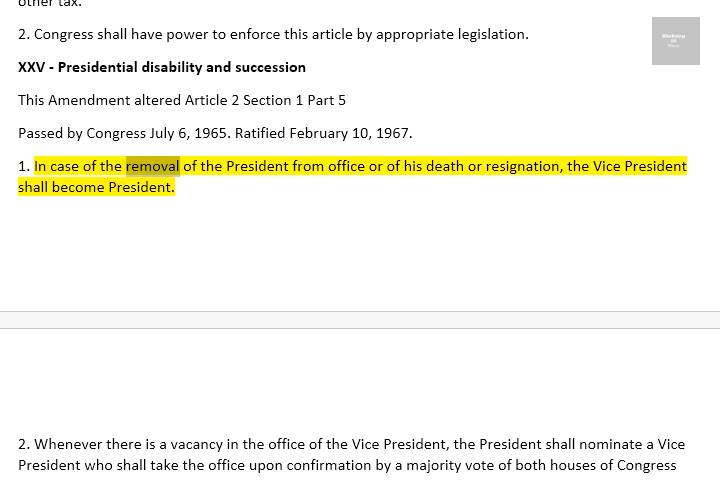 other tax.
2. Congress shall have power to enforce this article by appropriate legislation.
XXV - Presidential disability and succession
This Amendment altered Article 2 Section 1 Part 5
Passed by Congress July 6, 1965. Ratified February 10, 1967.
1. In case of the removal of the President from office or of his death or resignation, the Vice President
shall become President.
2. Whenever there is a vacancy in the office of the Vice President, the President shall nominate a Vice
President who shall take the office upon confirmation by a majority vote of both houses of Congress